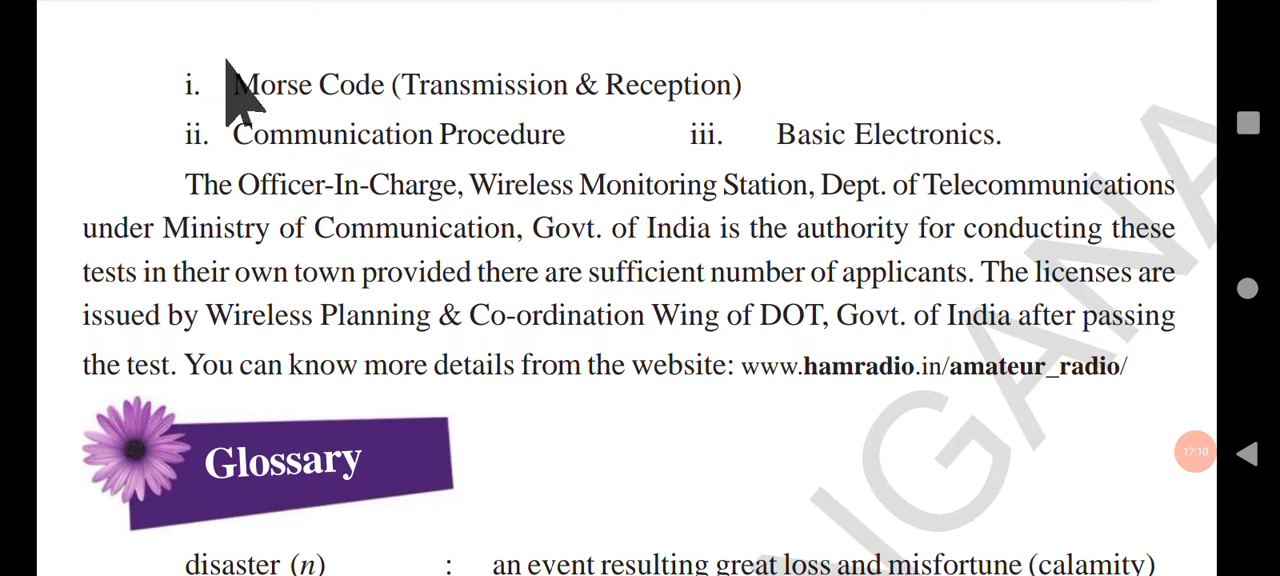 i. Morse Code (Transmission & Reception)
ii. Communication Procedure iii. Basic Electronics.
The Officer-In-Charge, Wireless Monitoring Station, Dept. of Telecommunications
under Ministry of Communication, Govt. of India is the authority for conducting these
tests in their own town provided there are sufficient number of applicants. The licenses are
issued by Wireless Planning & Co-ordination Wing of DOT, Govt. of India after passing
the test. You can know more details from the website: www.hamradio.in/amateur_radio/
Glossary
17:10
disaster (n) : an event resulting great loss and misfortune (calamity)